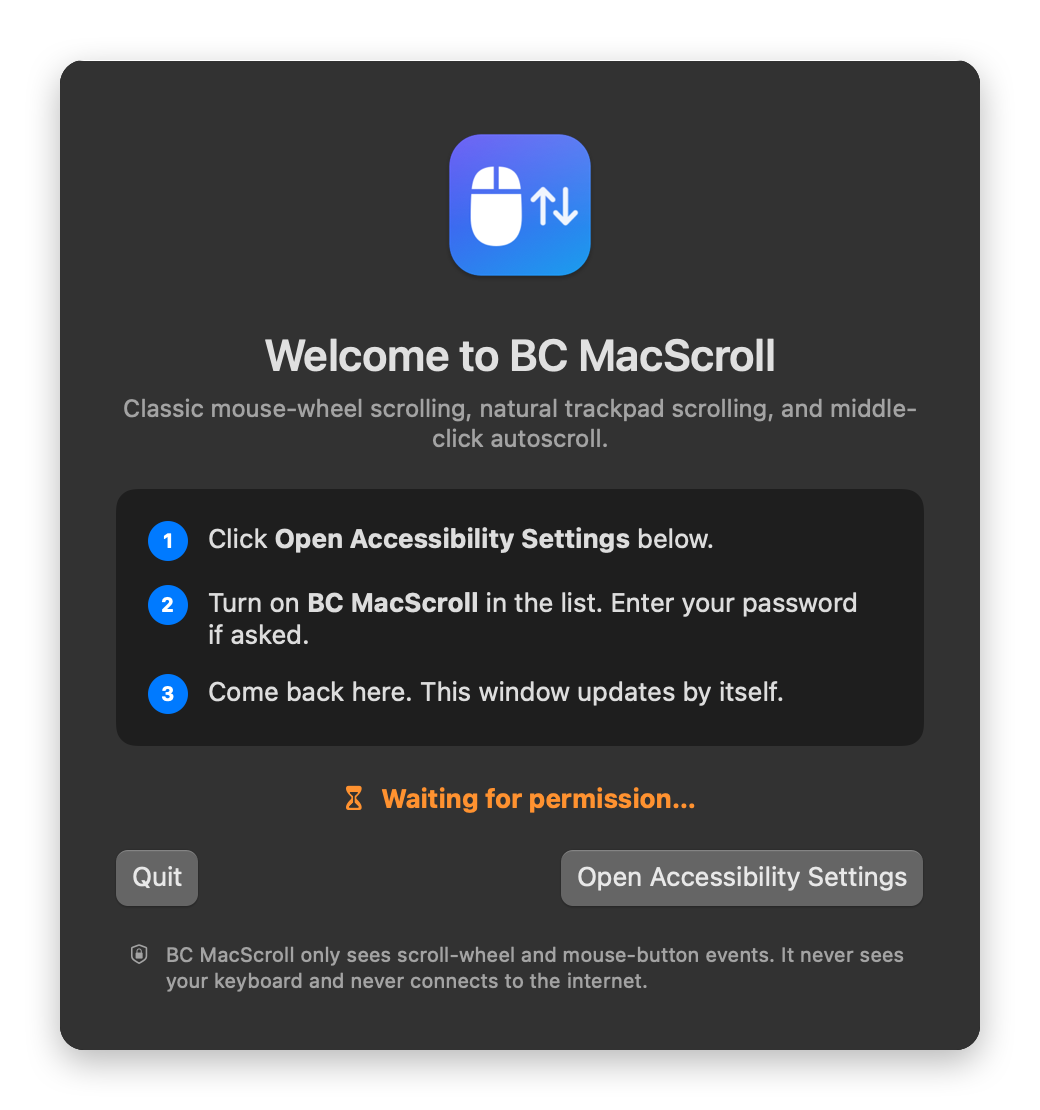 Welcome to BC MacScroll
Classic mouse-wheel scrolling, natural trackpad scrolling, and middle-
click autoscroll.
1 Click Open Accessibility Settings below.
2 Turn on BC MacScroll in the list. Enter your password
if asked.
3 Come back here. This window updates by itself.
Waiting for permission...
Quit
Open Accessibility Settings
BC MacScroll only sees scroll-wheel and mouse-button events. It never sees
your keyboard and never connects to the internet.